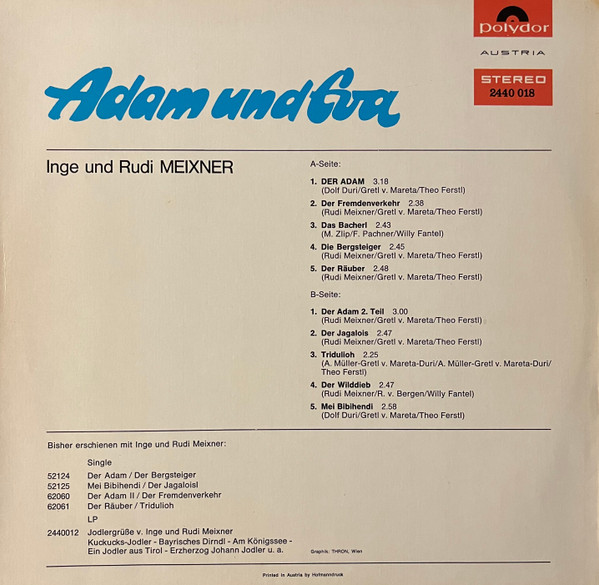 Polydor
AUSTRIA
STEREO
2440 018
Adam und Eva
Inge und Rudi MEIXNER
A-Seite:
1. DER ADAM 3.18
(Dolf Duri/Gretl v. Mareta/Theo Ferstl)
2. Der Fremdenverkehr 2.38
(Rudi Meixner/Gretl v. Mareta/Theo Ferstl)
3. Das Bacherl 2.43
(M. Zlip/F. Pachner/Willy Fantel)
4. Die Bergsteiger 2.45
(Rudi Meixner/Gretl v. Mareta/Theo Ferstl)
5. Der Räuber 2.48
(Rudi Meixner/Gretl v. Mareta/Theo Ferstl)
B-Seite:
1. Der Adam 2. Teil 3.00
(Rudi Meixner/Gretl v. Mareta/Theo Ferstl)
2. Der Jagalois 2.47
(Rudi Meixner/Gretl v. Mareta/Theo Ferstl)
3. Tridulioh 2.25
(A. Müller-Gretl v. Mareta-Duri/A. Müller-Gretl v. Mareta-Duri/
Theo Ferstl)
4. Der Wilddieb 2.47
(Rudi Meixner/R. v. Bergen/Willy Fantel)
5. Mei Bibihendi 2.58
(Dolf Duri/Gretl v. Mareta/Theo Ferstl)
Bisher erschienen mit Inge und Rudi Meixner:
Single
52124 Der Adam / Der Bergsteiger
52125 Mei Bibihendi / Der Jagaloisl
62060 Der Adam II / Der Fremdenverkehr
62061 Der Räuber / Tridulioh
LP
2440012 Jodlergrüße v. Inge und Rudi Meixner
Kuckucks-Jodler - Bayrisches Dirndl - Am Königssee -
Ein Jodler aus Tirol - Erzherzog Johann Jodler u. a.
Graphik: THRON, Wien
Printed in Austria by Hofmanndruck